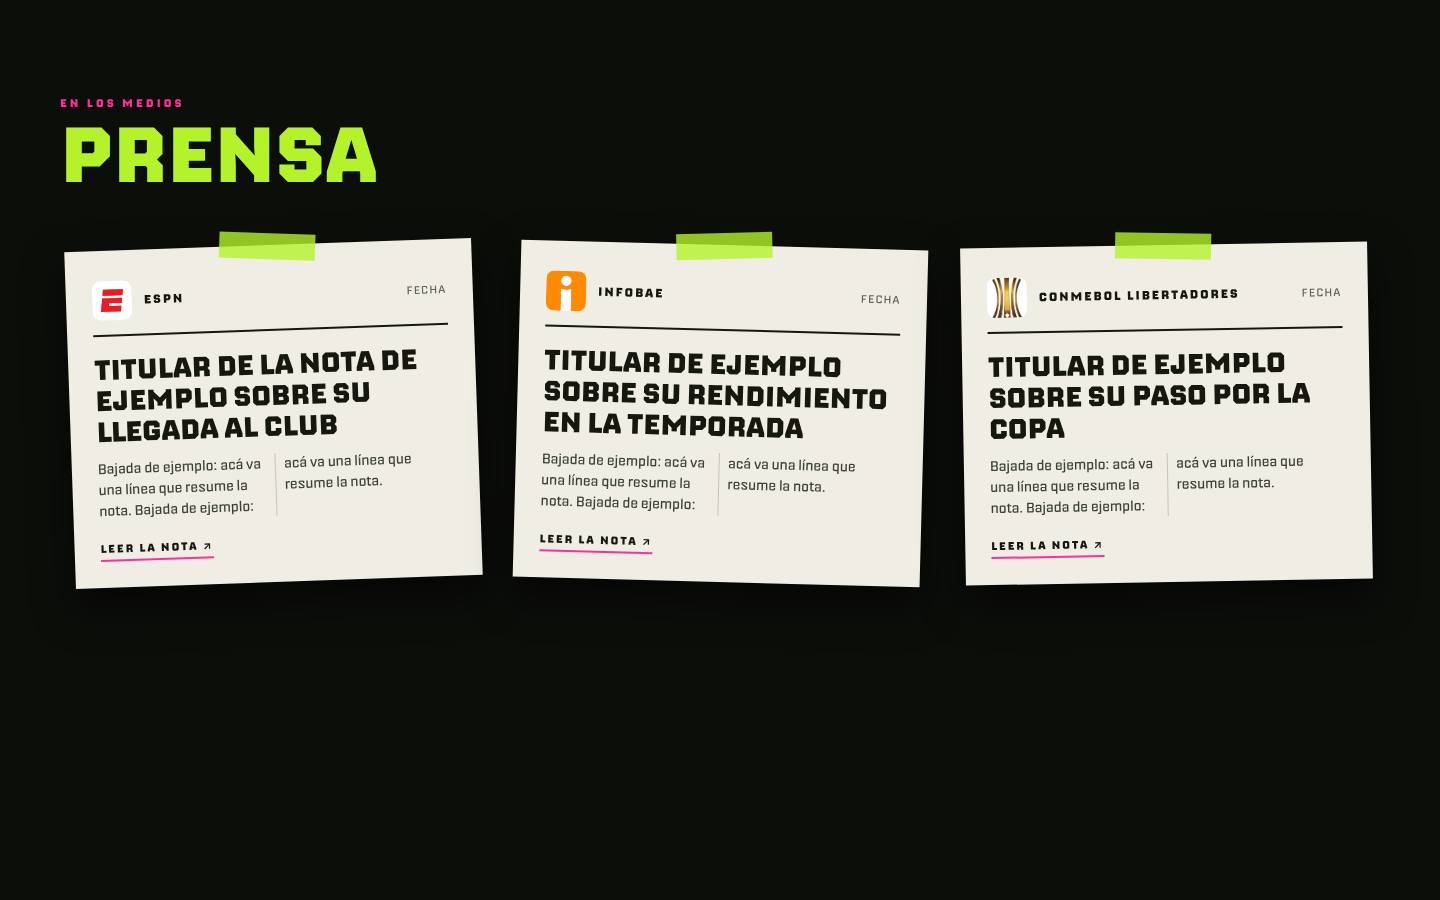 EN LOS MEDIOS
PRENSA
ESPN
FECHA
TITULAR DE LA NOTA DE
EJEMPLO SOBRE SU
LLEGADA AL CLUB
Bajada de ejemplo: acá va
una línea que resume la
nota. Bajada de ejemplo:
acá va una línea que
resume la nota.
LEER LA NOTA ↗
INFOBAE
FECHA
TITULAR DE EJEMPLO
SOBRE SU RENDIMIENTO
EN LA TEMPORADA
Bajada de ejemplo: acá va
una línea que resume la
nota. Bajada de ejemplo:
acá va una línea que
resume la nota.
LEER LA NOTA ↗
CONMEBOL LIBERTADORES
FECHA
TITULAR DE EJEMPLO
SOBRE SU PASO POR LA
COPA
Bajada de ejemplo: acá va
una línea que resume la
nota. Bajada de ejemplo:
acá va una línea que
resume la nota.
LEER LA NOTA ↗